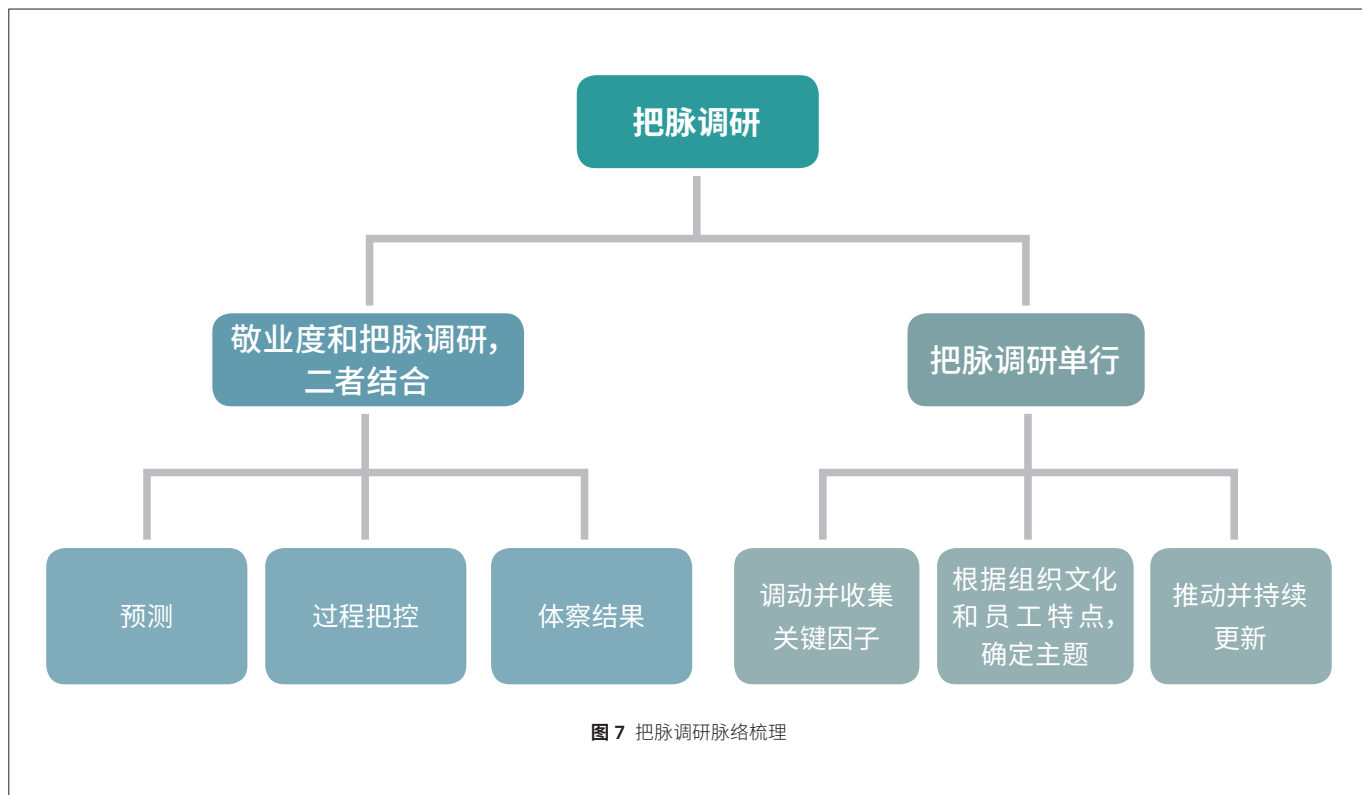 把脉调研
敬业度和把脉调研，
二者结合
把脉调研单行
预测
过程把控
体察结果
调动并收集
关键因子
根据组织文化
和员工特点，
确定主题
推动并持续
更新
图 7 把脉调研脉络梳理